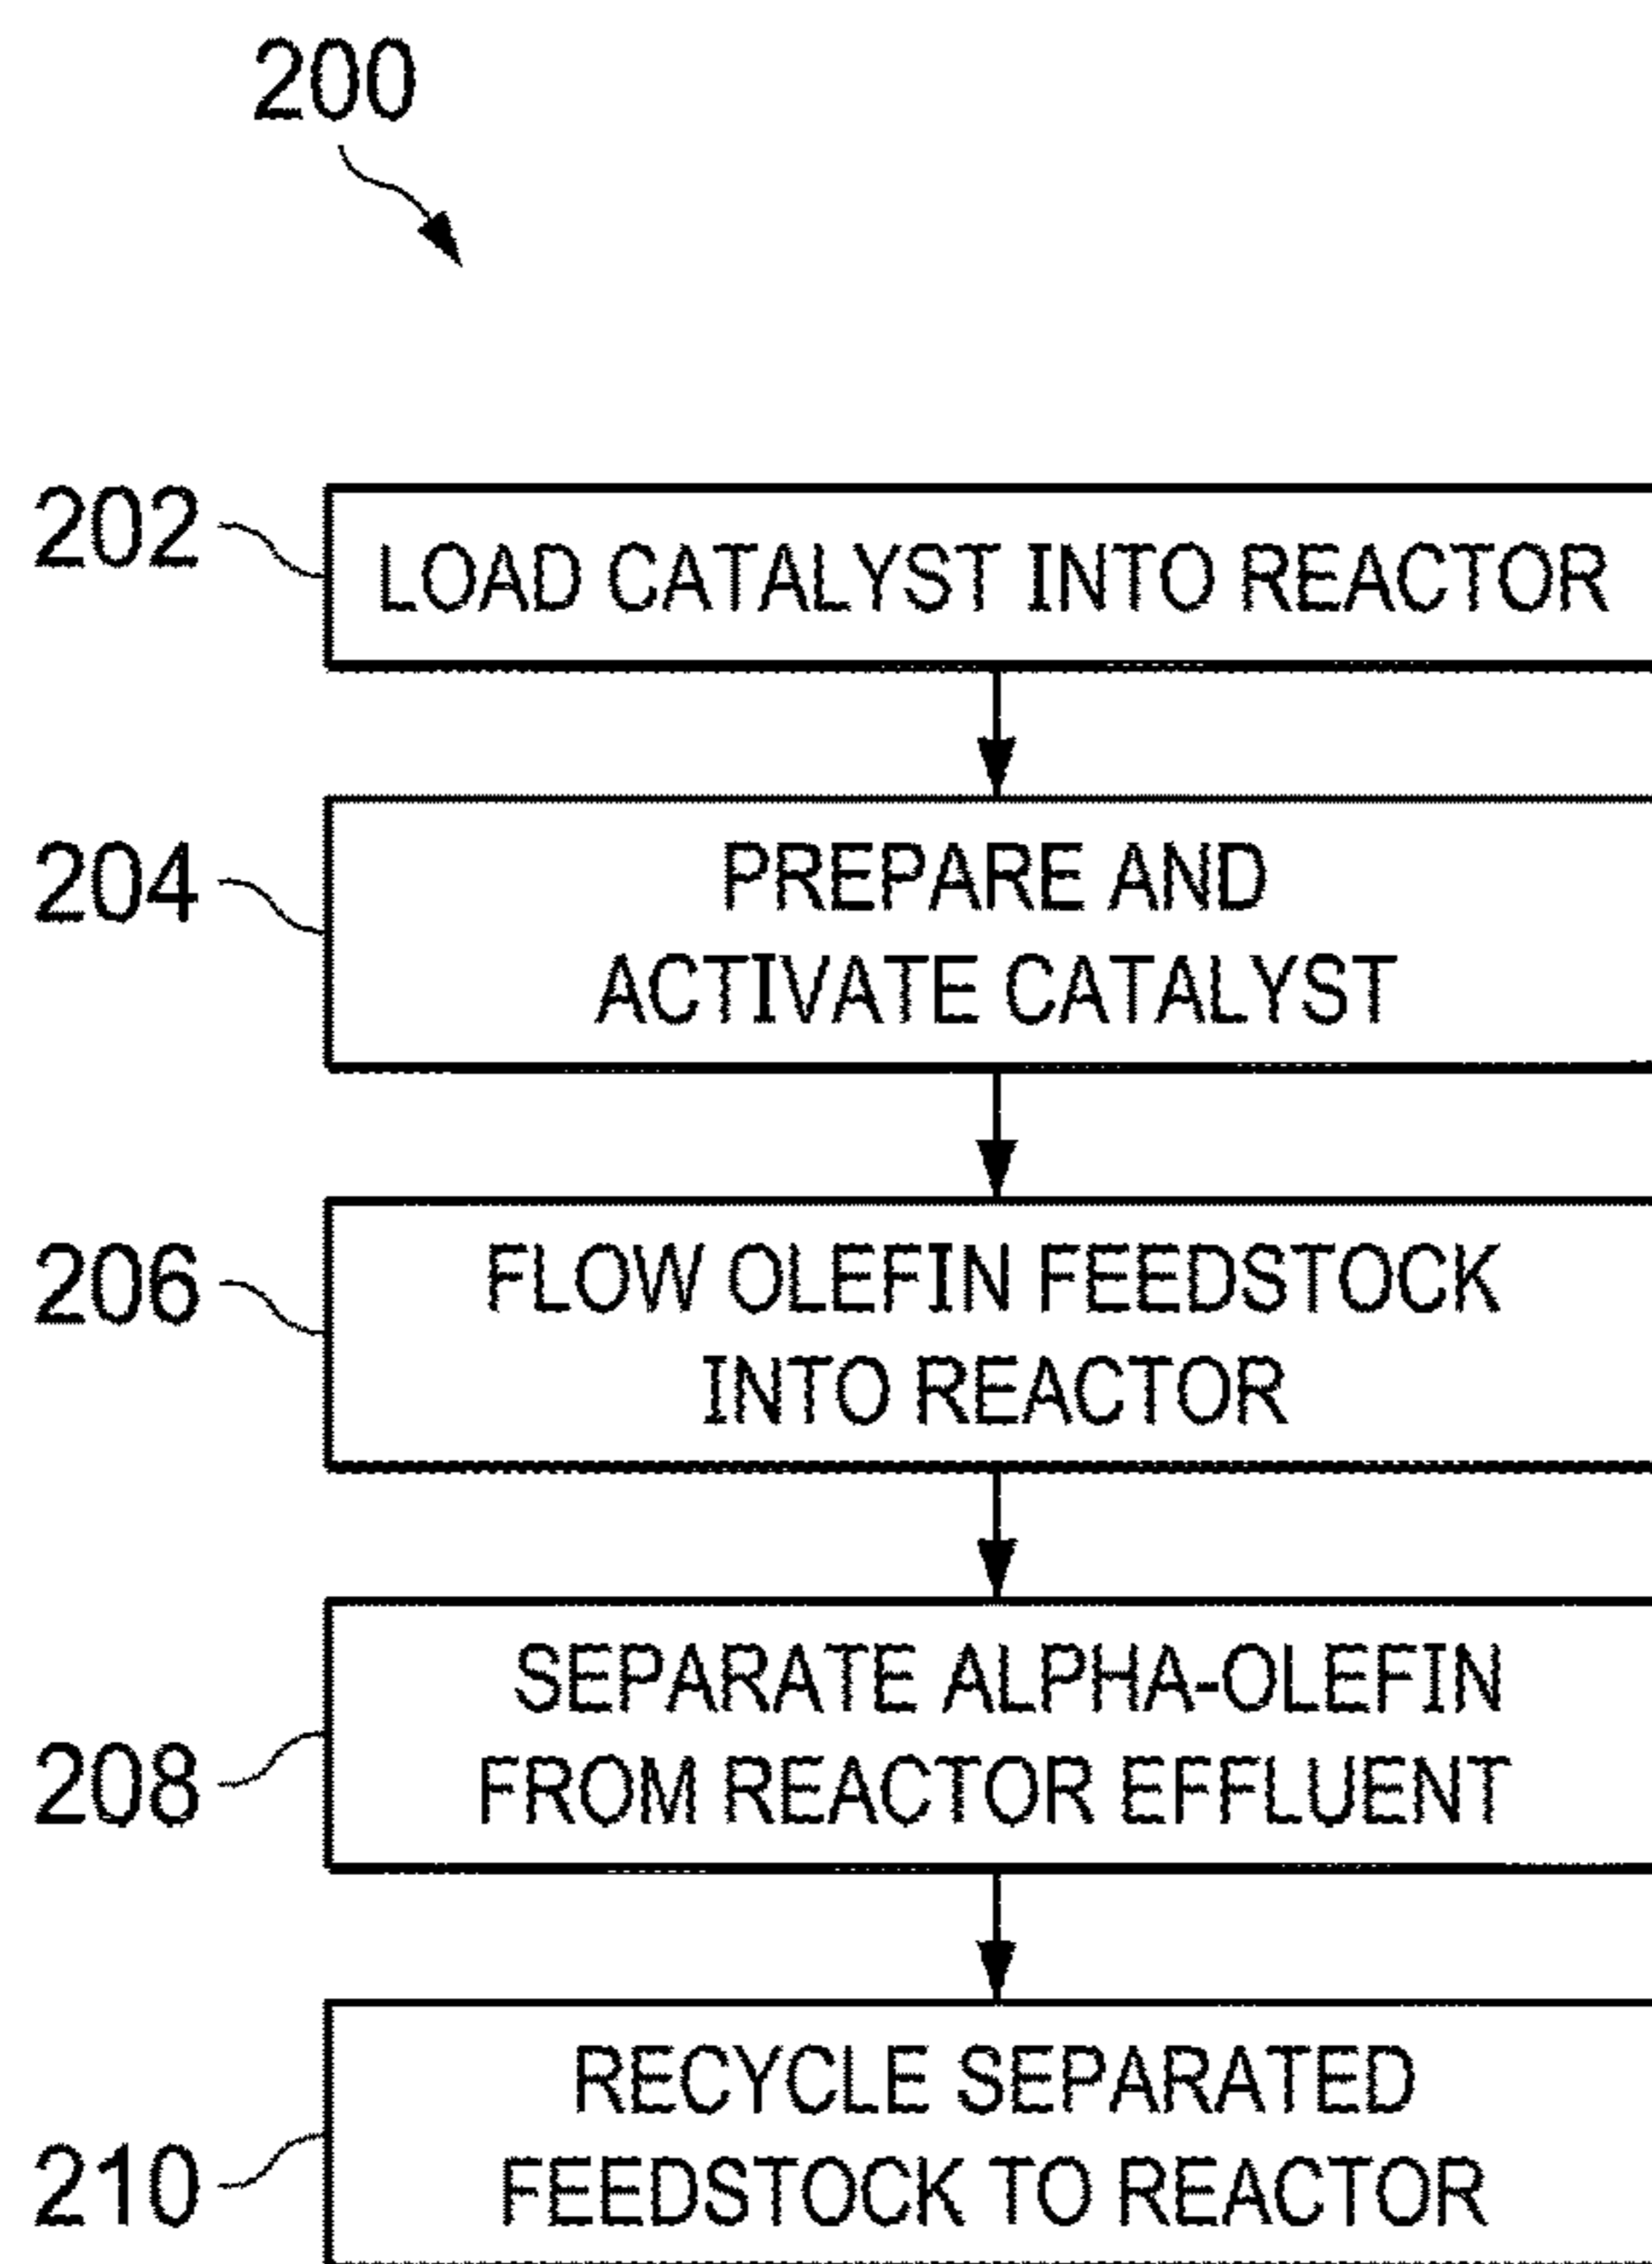 200
202
LOAD CATALYST INTO REACTOR
204
PREPARE AND
ACTIVATE CATALYST
206
FLOW OLEFIN FEEDSTOCK
INTO REACTOR
208
SEPARATE ALPHA-OLEFIN
FROM REACTOR EFFLUENT
210
RECYCLE SEPARATED
FEEDSTOCK TO REACTOR